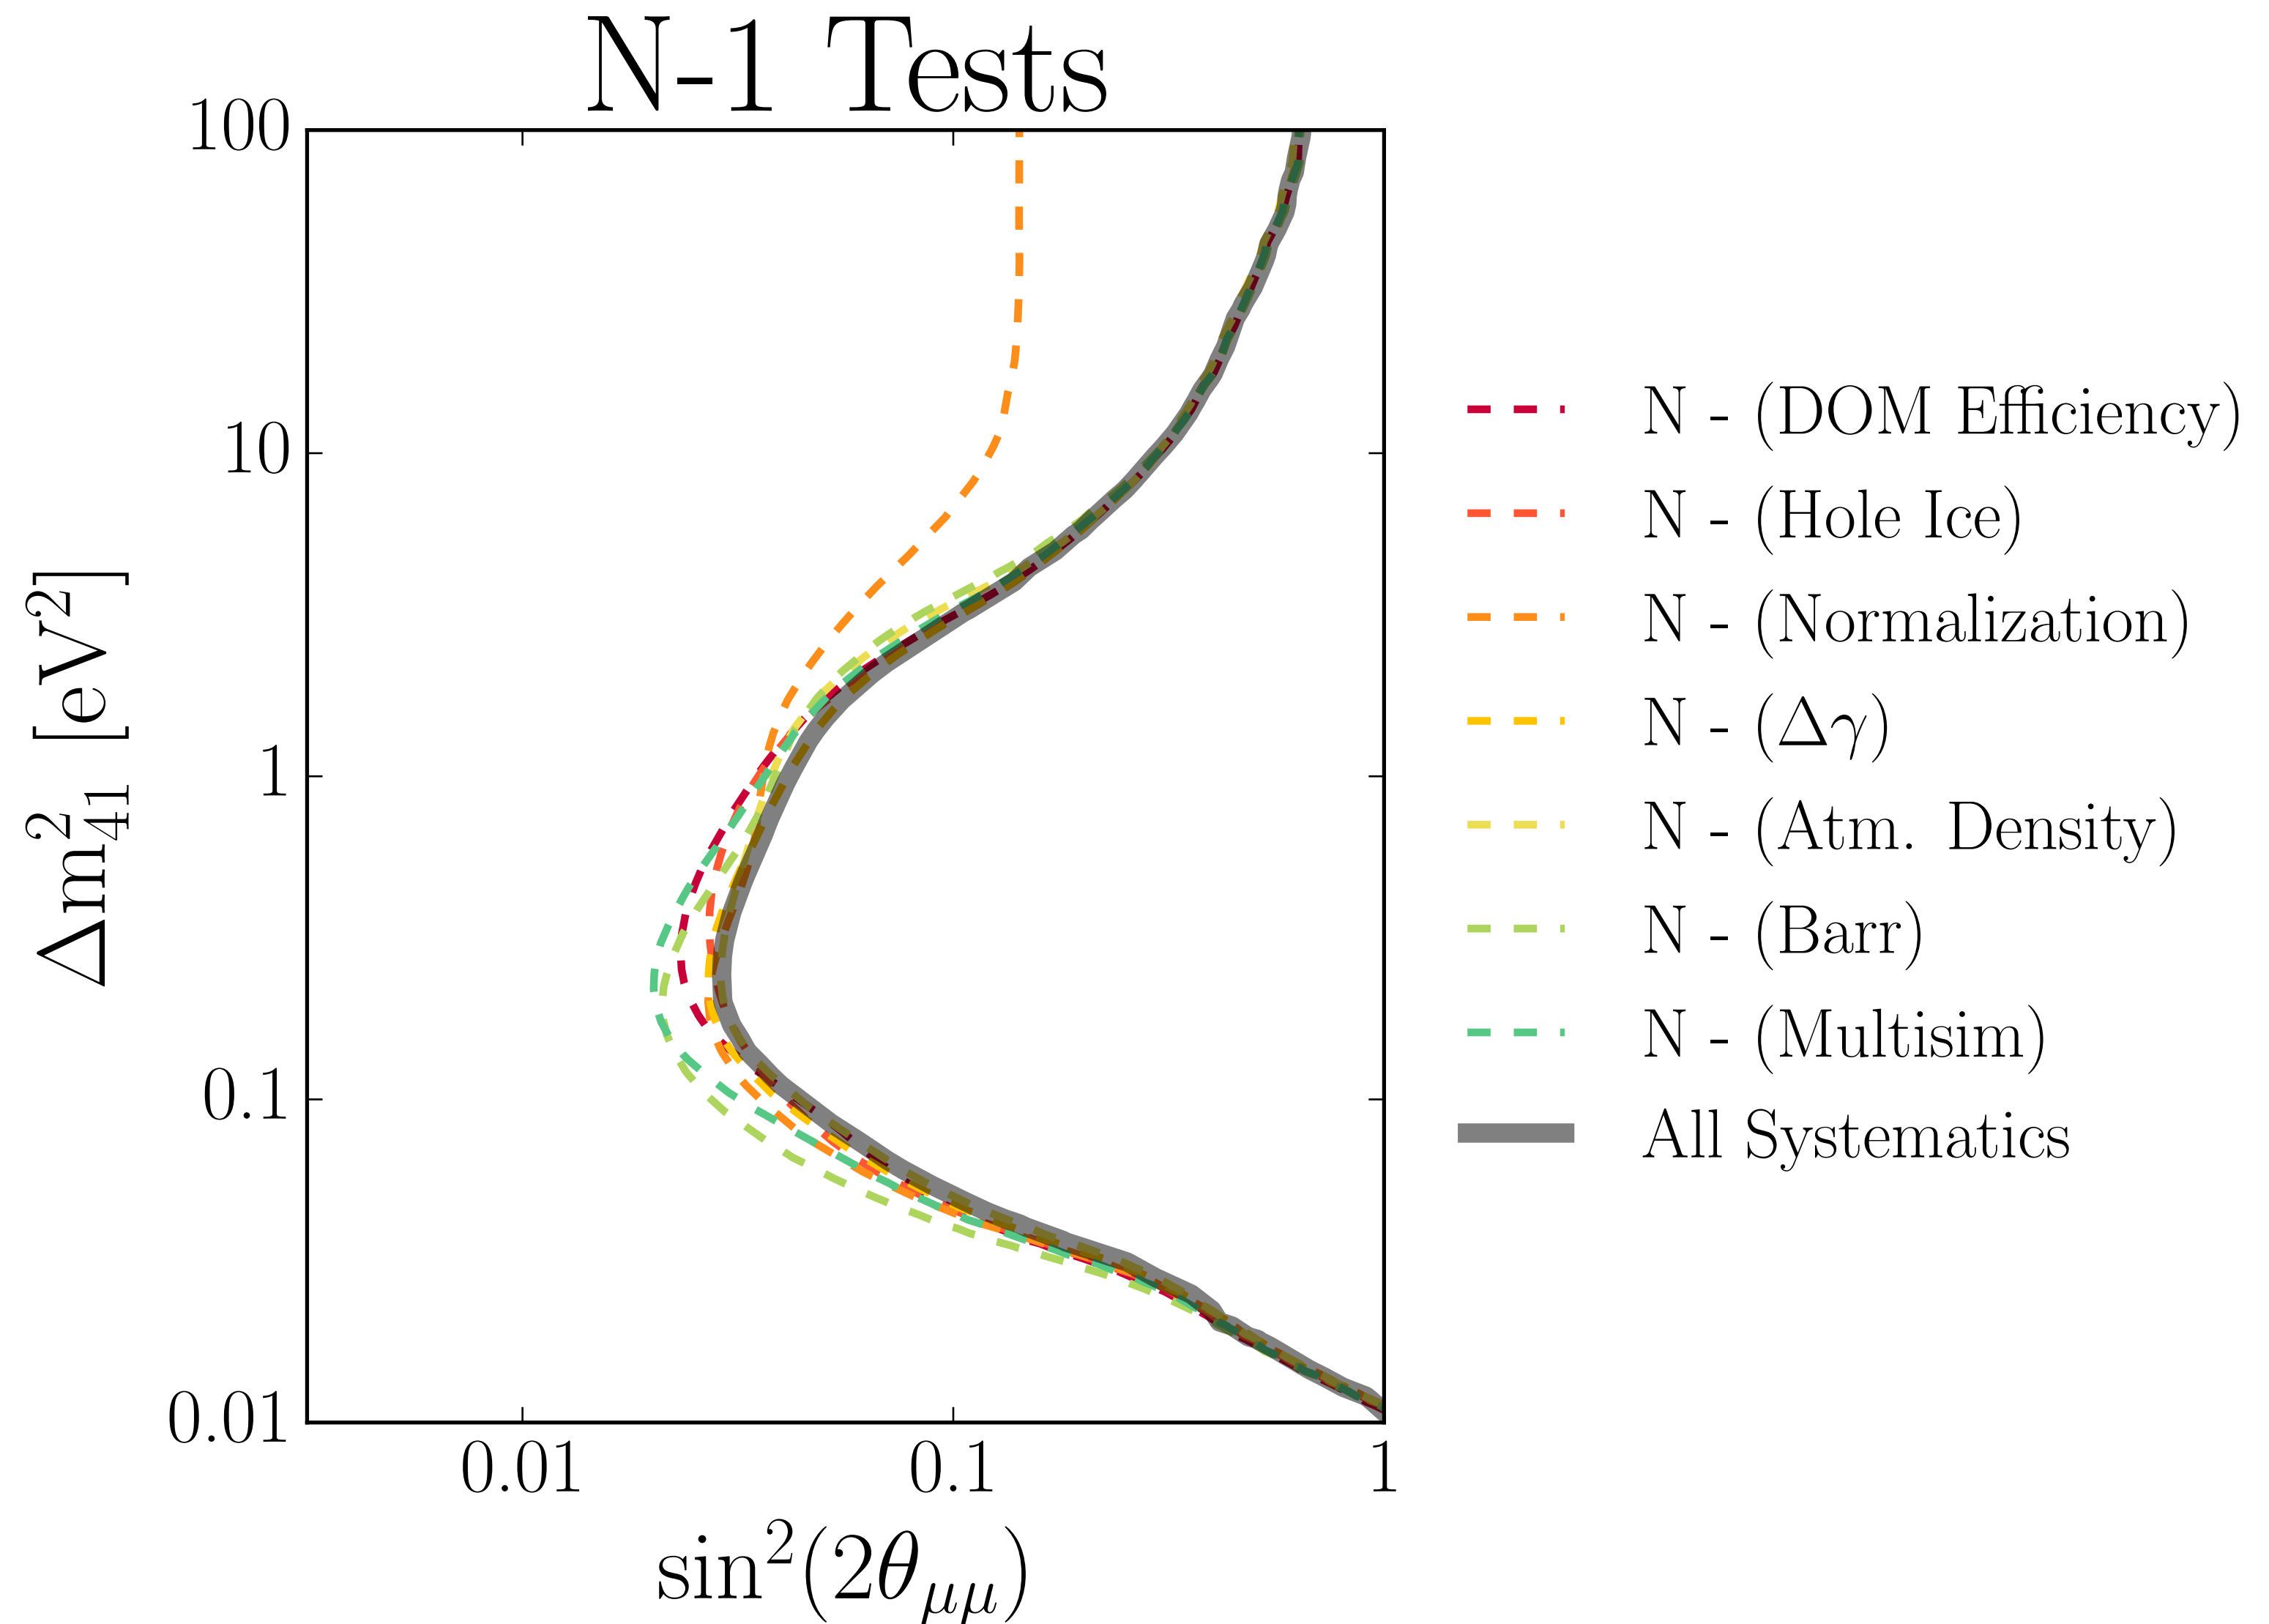 N-1 Tests
100
10
1
0.1
0.01
Δm²₄₁ [eV²]
0.01
0.1
1
sin²(2θμμ)
N - (DOM Efficiency)
N - (Hole Ice)
N - (Normalization)
N - (Δγ)
N - (Atm. Density)
N - (Barr)
N - (Multisim)
All Systematics